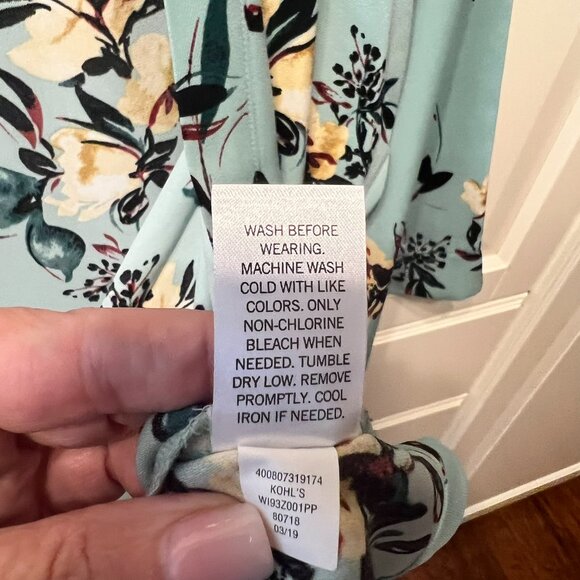 WASH BEFORE
WEARING.
MACHINE WASH
COLD WITH LIKE
COLORS. ONLY
NON-CHLORINE
BLEACH WHEN
NEEDED. TUMBLE
DRY LOW. REMOVE
PROMPTLY. COOL
IRON IF NEEDED.
400807319174
KOHL'S
WI93Z001PP
80718
03/19